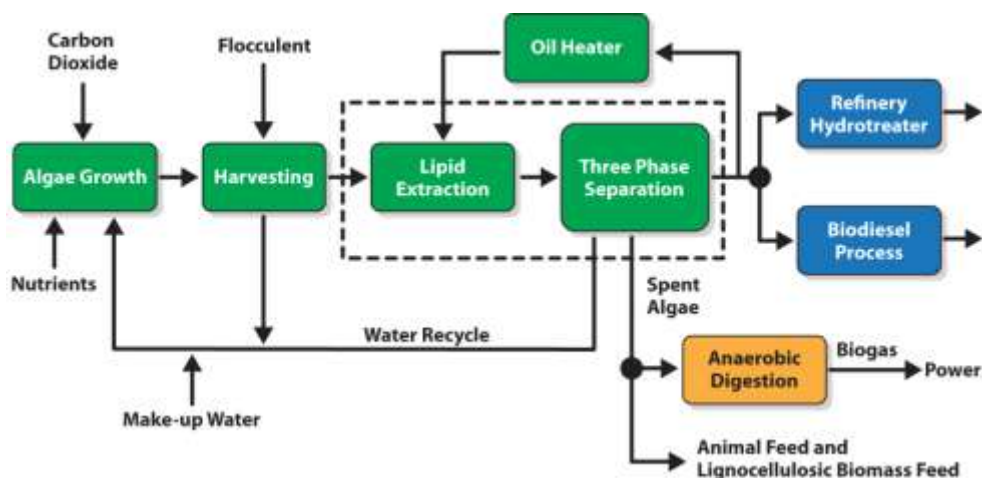 Carbon
Dioxide
Flocculent
Oil Heater
Refinery
Hydrotreater
Algae Growth
Harvesting
Lipid
Extraction
Three Phase
Separation
Biodiesel
Process
Nutrients
Spent
Algae
Water Recycle
Make-up Water
Anaerobic
Digestion
Biogas
Power
Animal Feed and
Lignocellulosic Biomass Feed